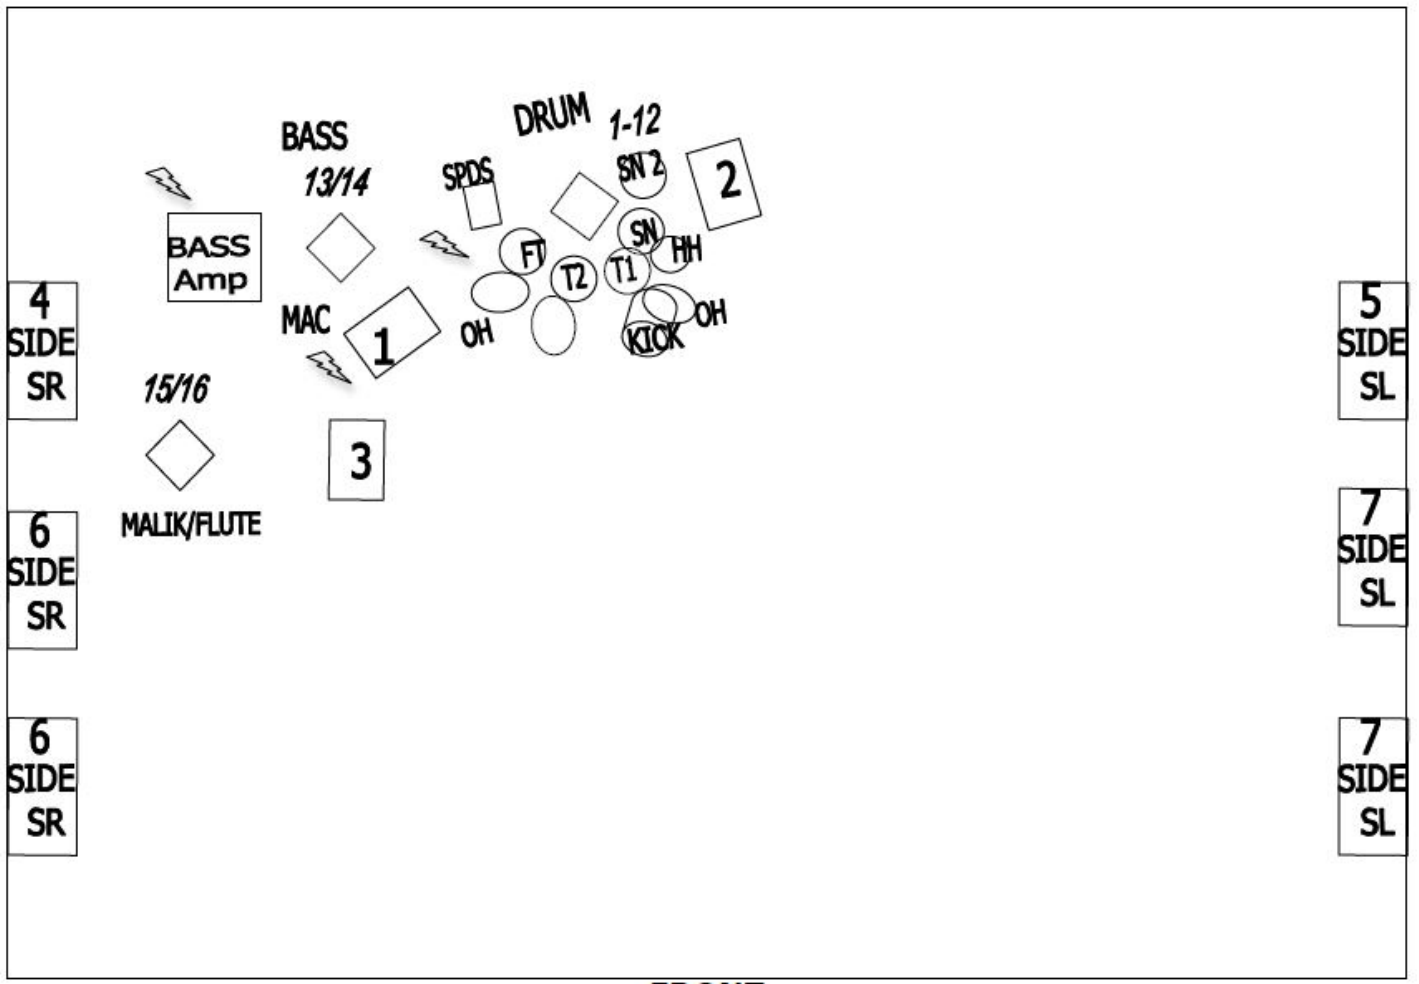 DRUM 1-12
BASS
13/14
SPDS
SN 2
2
BASS
Amp
FT
T2
T1
SN
HH
OH
KICK
OH
MAC
1
15/16
MALIK/FLUTE
3
4
SIDE
SR
6
SIDE
SR
6
SIDE
SR
5
SIDE
SL
7
SIDE
SL
7
SIDE
SL